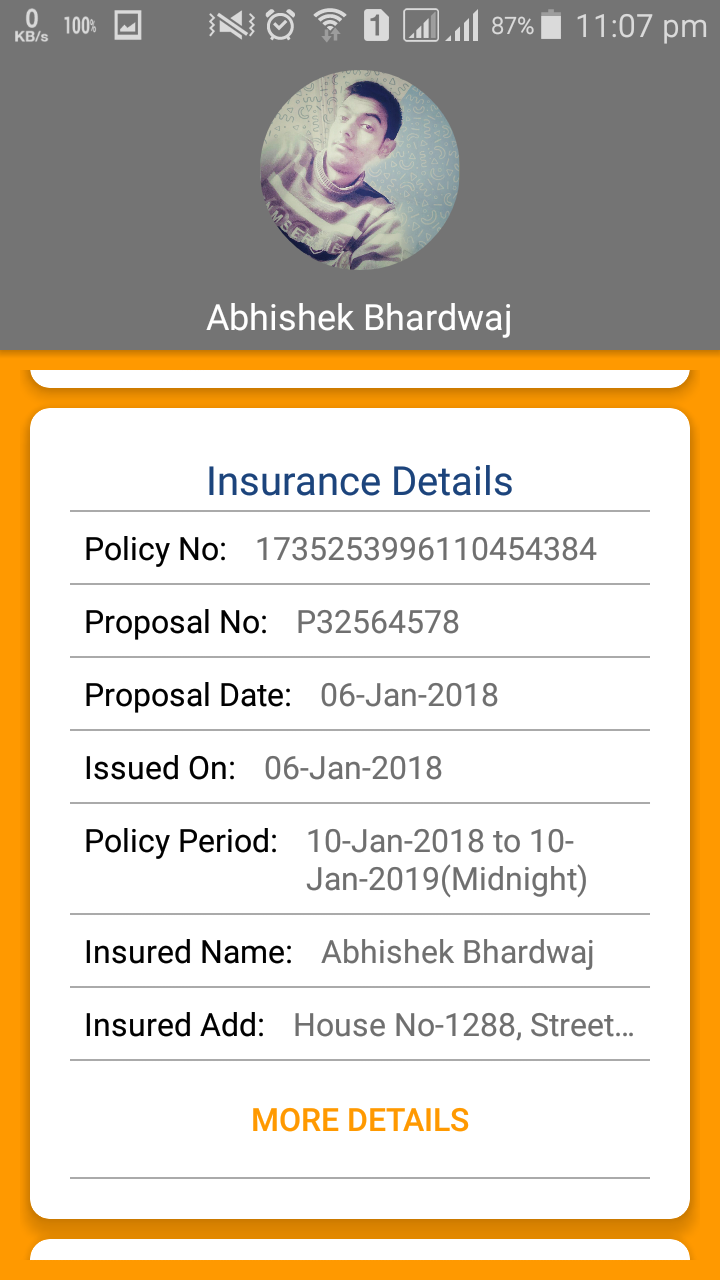 0
KB/s
100%
1
87%
11:07 pm
Abhishek Bhardwaj
Insurance Details
Policy No: 1735253996110454384
Proposal No: P32564578
Proposal Date: 06-Jan-2018
Issued On: 06-Jan-2018
Policy Period: 10-Jan-2018 to 10-
Jan-2019(Midnight)
Insured Name: Abhishek Bhardwaj
Insured Add: House No-1288, Street...
MORE DETAILS